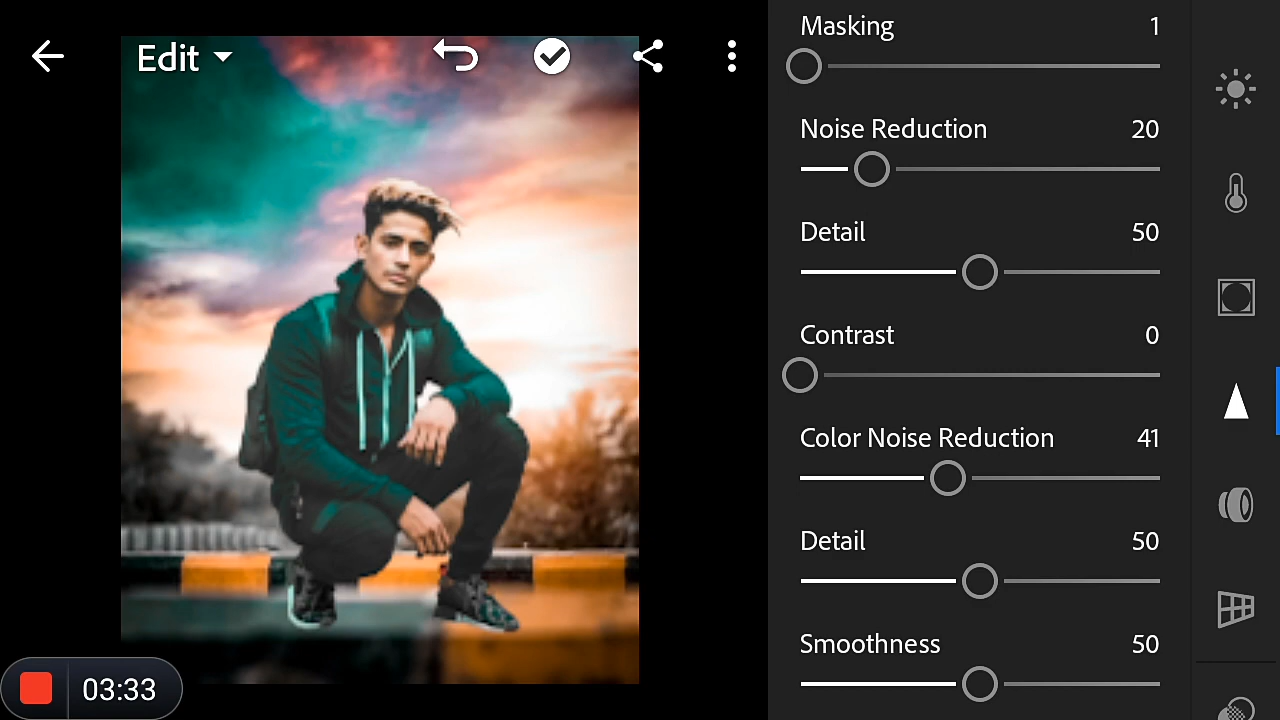 Edit
Masking 1
Noise Reduction 20
Detail 50
Contrast 0
Color Noise Reduction 41
Detail 50
Smoothness 50
03:33